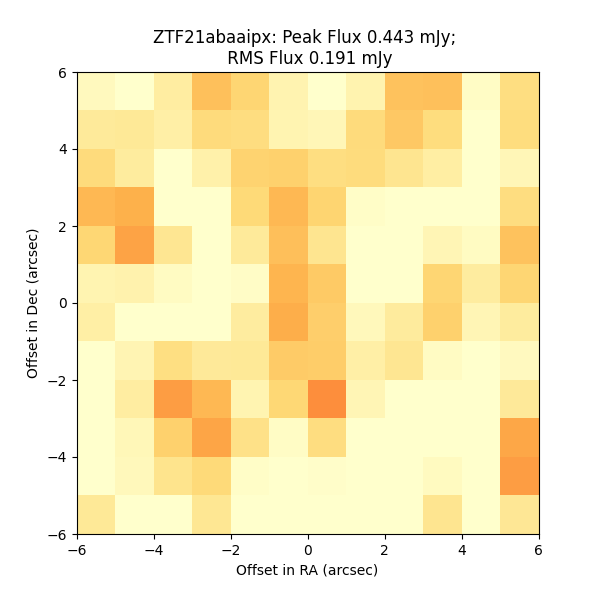 ZTF21abaaipx: Peak Flux 0.443 mJy;
RMS Flux 0.191 mJy
6
4
2
0
−2
−4
−6
Offset in Dec (arcsec)
−6 −4 −2 0 2 4 6
Offset in RA (arcsec)